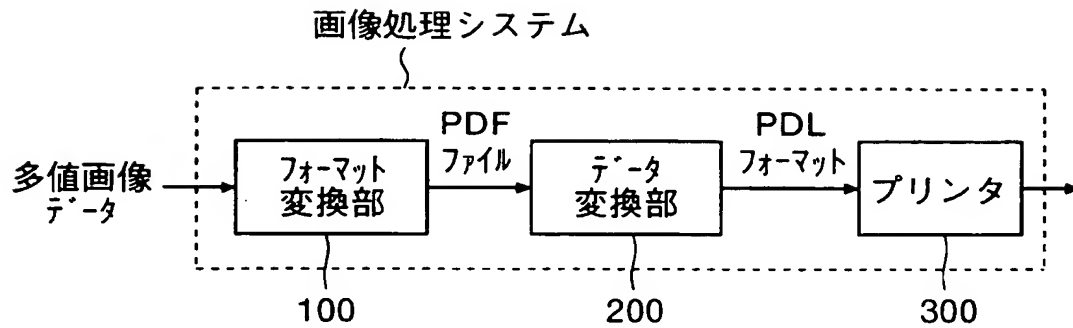 画像処理システム
多値画像
データ
フォーマット
変換部
PDF
ファイル
データ
変換部
PDL
フォーマット
プリンタ
100
200
300